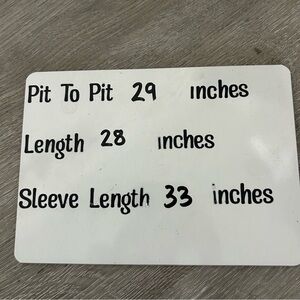 Pit To Pit 29 inches
Length 28 inches
Sleeve Length 33 inches